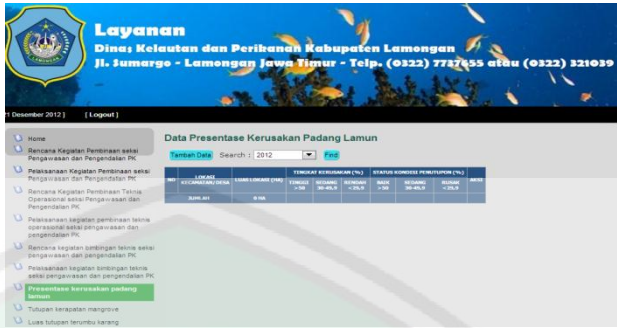 LAMONGAN
Layanan
Dinas Kelautan dan Perikanan Kabupaten Lamongan
Jl. Sumargo - Lamongan Jawa Timur - Telp. (0322) 7737655 atau (0322) 321039
1 Desember 2012 ] [ Logout ]
Home
Rencana Kegiatan Pembinaan seksi
Pengawasan dan Pengendalian PK
Pelaksanaan Kegiatan Pembinaan seksi
Pengawasan dan Pengendalian PK
Rencana Kegiatan Pembinaan Teknis
Operasional seksi Pengawasan dan
Pengendalian PK
Pelaksanaan kegiatan pembinaan teknis
operasional seksi pengawasan dan
pengendalian PK
Rencana kegiatan bimbingan teknis seksi
pengawasan dan pengendalian PK
Pelaksanaan kegiatan bimbingan teknis
seksi pengawasan dan pengendalian PK
Presentase kerusakan padang
lamun
Tutupan kerapatan mangrove
Luas tutupan terumbu karang
Data Presentase Kerusakan Padang Lamun
Tambah Data Search : 2012 Find
TINGKAT KERUSAKAN (%) STATUS KONDISI PENUTUPAN (%)
NO LOKASI LUAS LOKASI (HA)
KECAMATAN/ DESA TINGGI SEDANG RENDAH BAIK SEDANG RUSAK
>50 30-49,9 <29,9 >50 30-49,9 <29,9
JUMLAH 0 HA